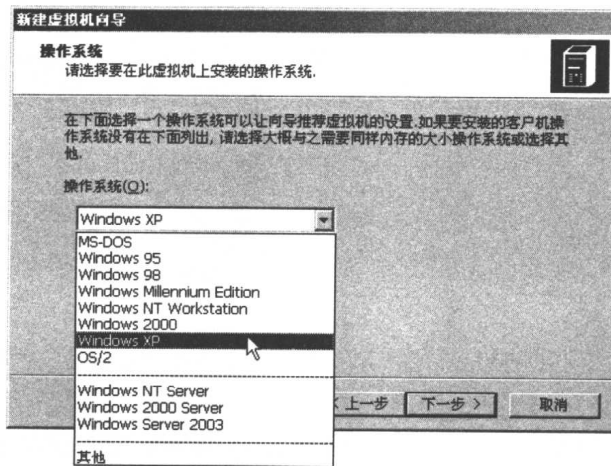 新建虚拟机向导
操作系统
请选择要在此虚拟机上安装的操作系统.
在下面选择一个操作系统可以让向导推荐虚拟机的设置.如果要安装的客户机操
作系统没有在下面列出, 请选择大概与之需要同样内存的大小操作系统或选择其
他.
操作系统(O):
Windows XP
MS-DOS
Windows 95
Windows 98
Windows Millennium Edition
Windows NT Workstation
Windows 2000
Windows XP
OS/2
Windows NT Server
Windows 2000 Server
Windows Server 2003
其他
< 上一步
下一步 >
取消